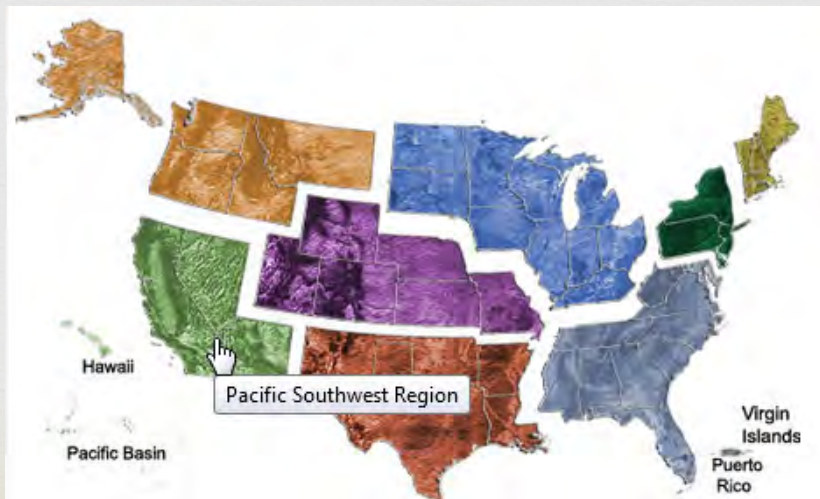 Hawaii
Pacific Southwest Region
Pacific Basin
Virgin
Islands
Puerto
Rico